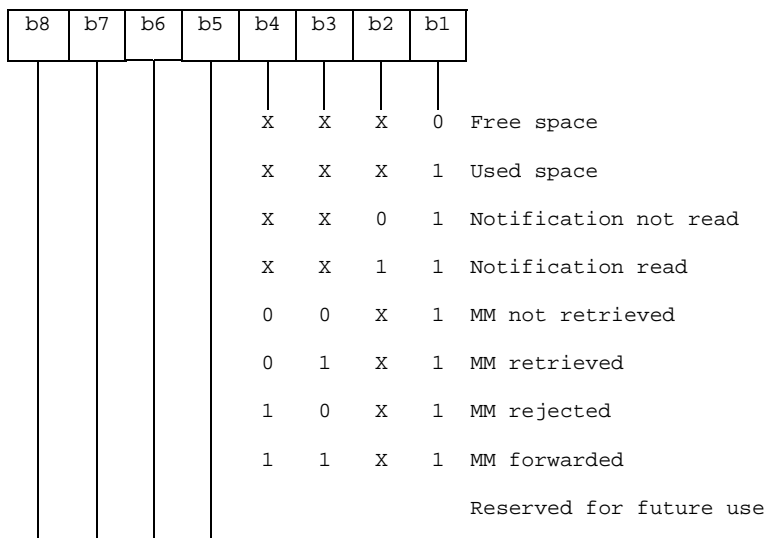 b8 b7 b6 b5 b4 b3 b2 b1
X X X 0 Free space
X X X 1 Used space
X X 0 1 Notification not read
X X 1 1 Notification read
0 0 X 1 MM not retrieved
0 1 X 1 MM retrieved
1 0 X 1 MM rejected
1 1 X 1 MM forwarded
Reserved for future use